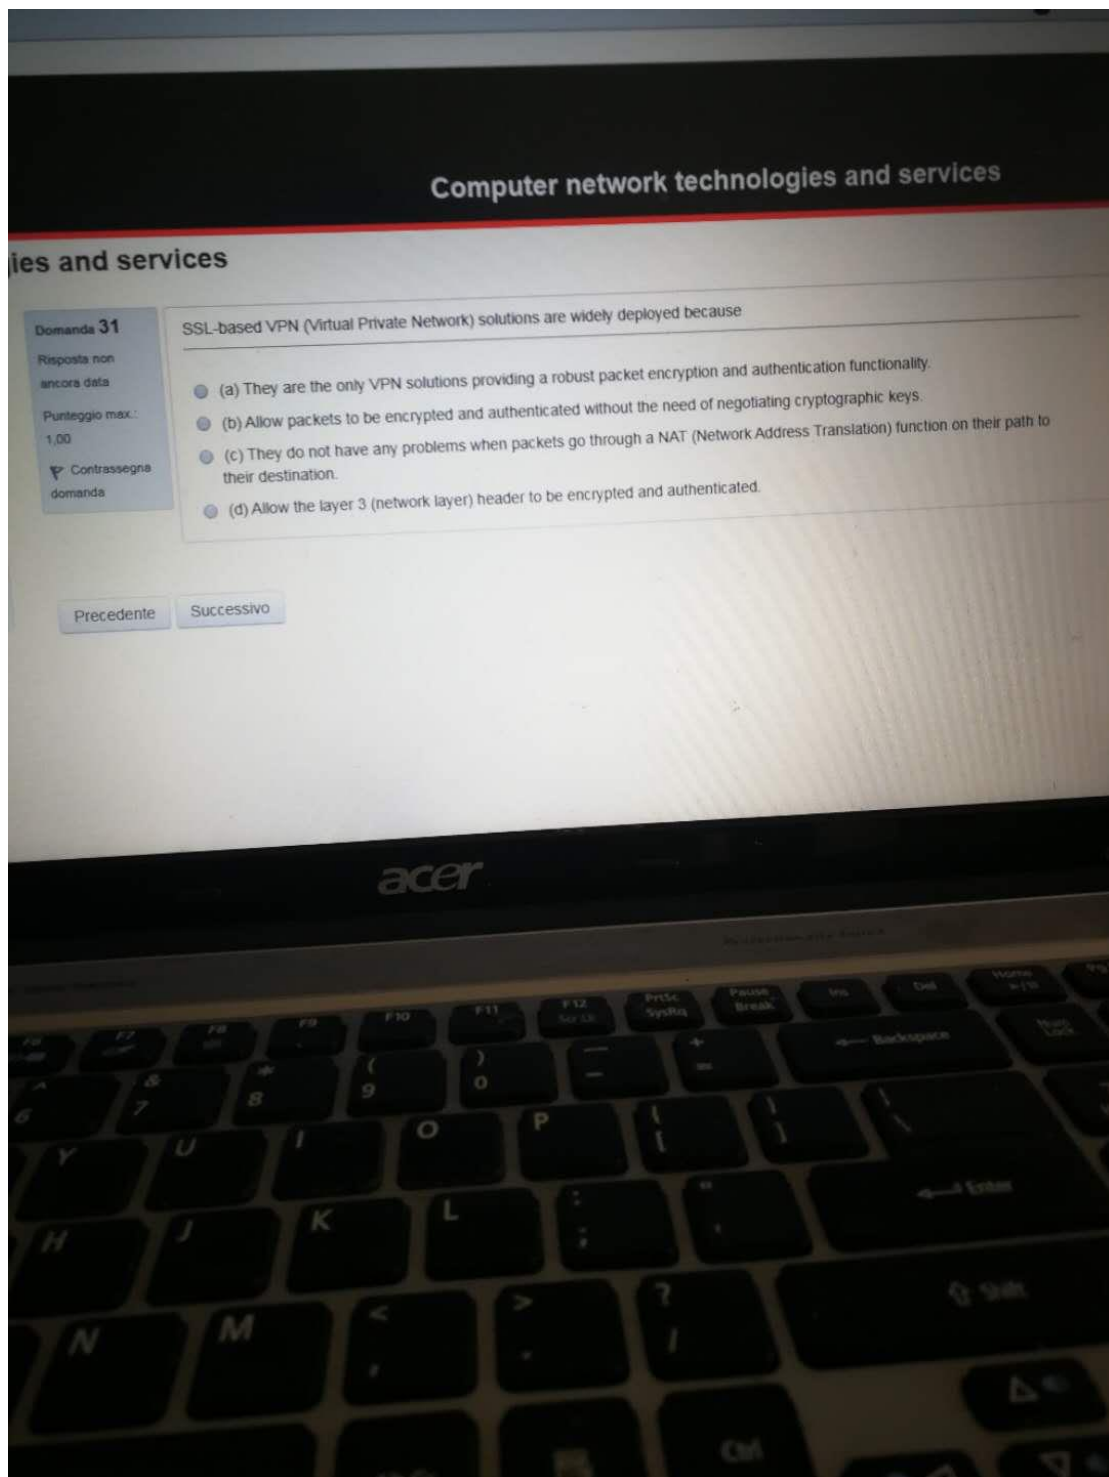 Computer network technologies and services
ies and services
Domanda 31
Risposta non
ancora data
Punteggio max.:
1,00
Contrassegna
domanda
SSL-based VPN (Virtual Private Network) solutions are widely deployed because
(a) They are the only VPN solutions providing a robust packet encryption and authentication functionality.
(b) Allow packets to be encrypted and authenticated without the need of negotiating cryptographic keys.
(c) They do not have any problems when packets go through a NAT (Network Address Translation) function on their path to
their destination.
(d) Allow the layer 3 (network layer) header to be encrypted and authenticated.
Precedente Successivo
acer
F7 F8 F9 F10 F11 F12 PrtSc Pause Ins Del Home
Scr Lk SysRq Break
^ & * ( ) — + Backspace Num
6 7 8 9 0 - = Lock
Y U I O P { [ } ] | \
H J K L : ; " ' Enter
N M < , > . ? / Shift
Ctrl